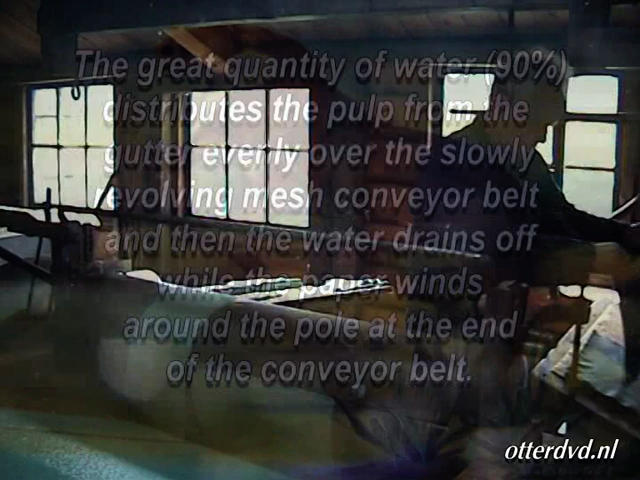 The great quantity of water (90%)
distributes the pulp from the
gutter evenly over the slowly
revolving mesh conveyor belt
and then the water drains off
while the paper winds
around the pole at the end
of the conveyor belt.
otterdvd.nl